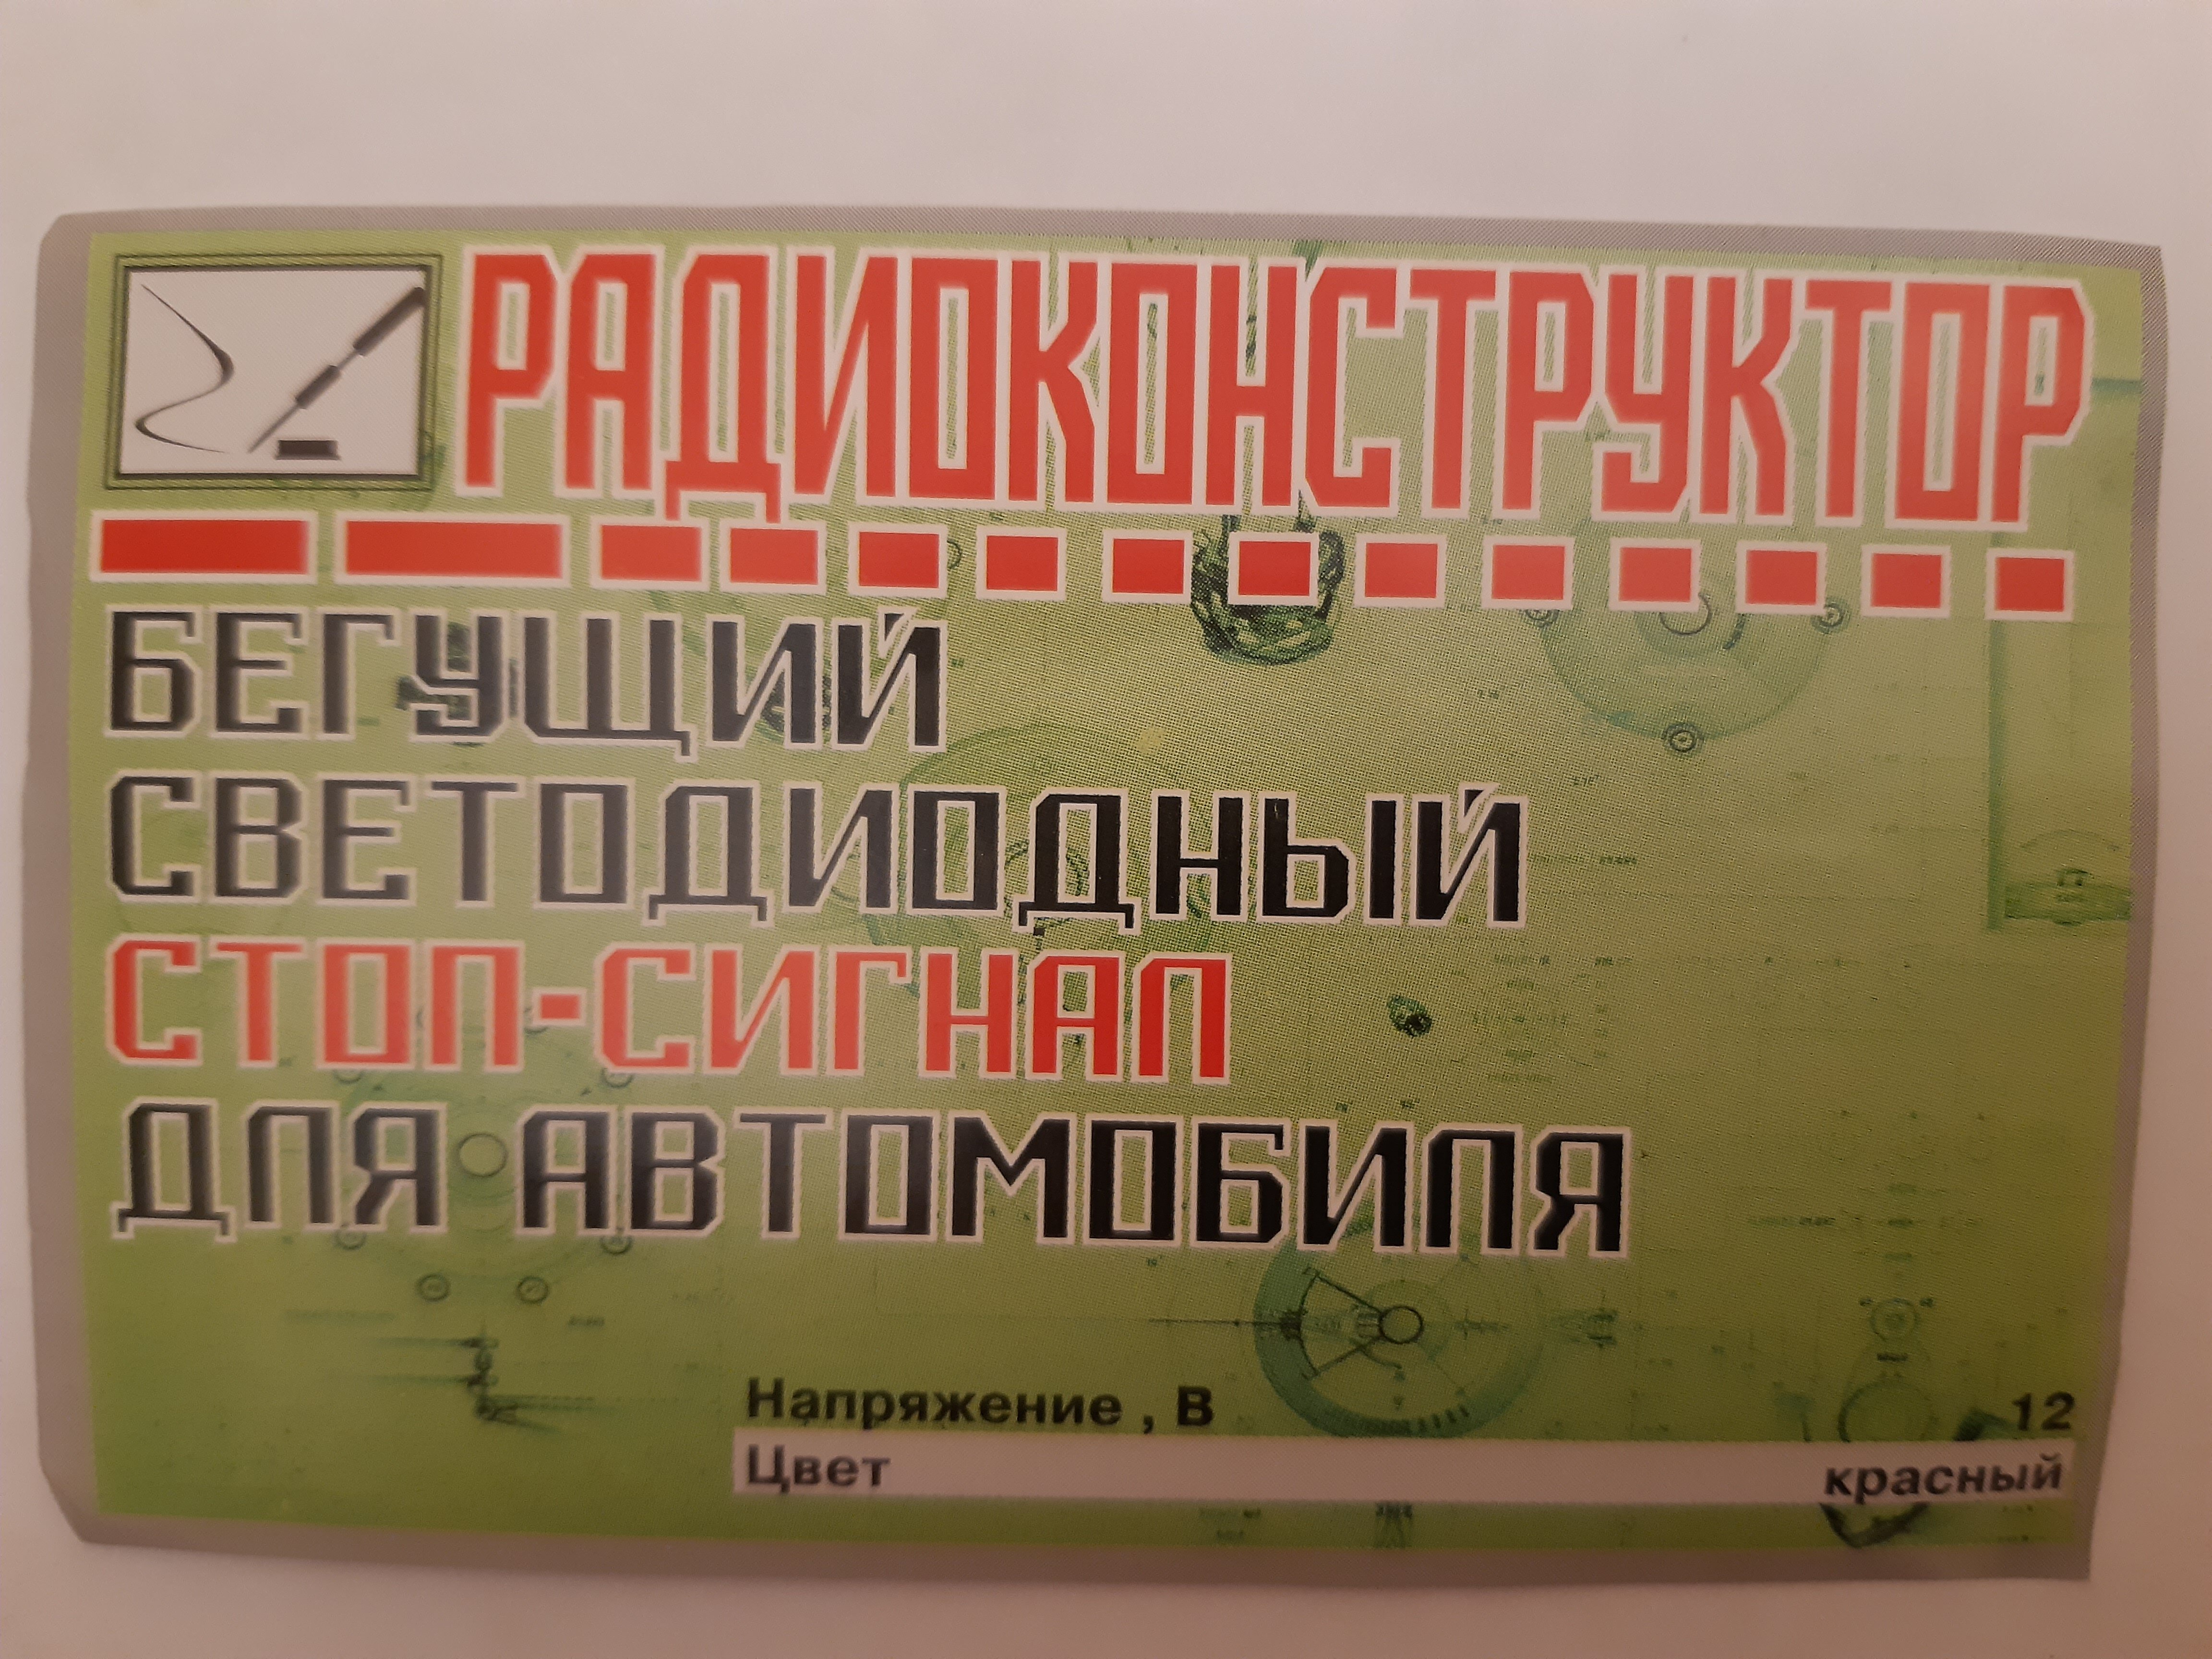 РАДИОКОНСТРУКТОР
БЕГУЩИЙ
СВЕТОДИОДНЫЙ
СТОП-СИГНАЛ
ДЛЯ АВТОМОБИЛЯ
Напряжение , В 12
Цвет красный